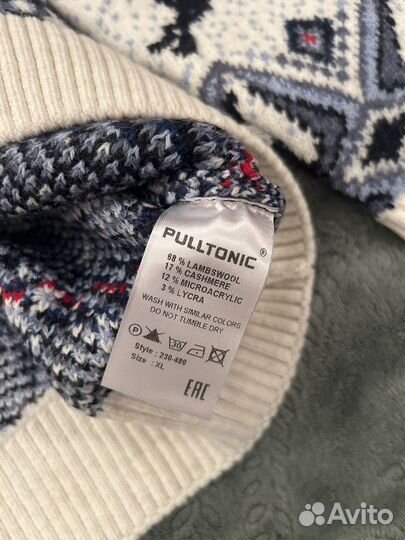 PULLTONIC ®
68 % LAMBSWOOL
17 % CASHMERE
12 % MICROACRYLIC
3 % LYCRA
WASH WITH SIMILAR COLORS
DO NOT TUMBLE DRY
P 30
Style : 230-480
Size : XL
EAC
Avito